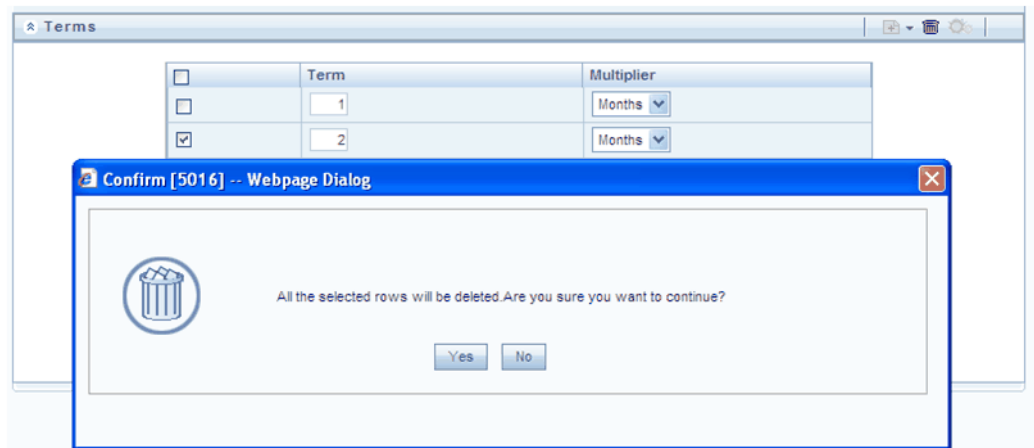 Terms
Term Multiplier
1 Months
2 Months
Confirm [5016] -- Webpage Dialog
All the selected rows will be deleted.Are you sure you want to continue?
Yes No